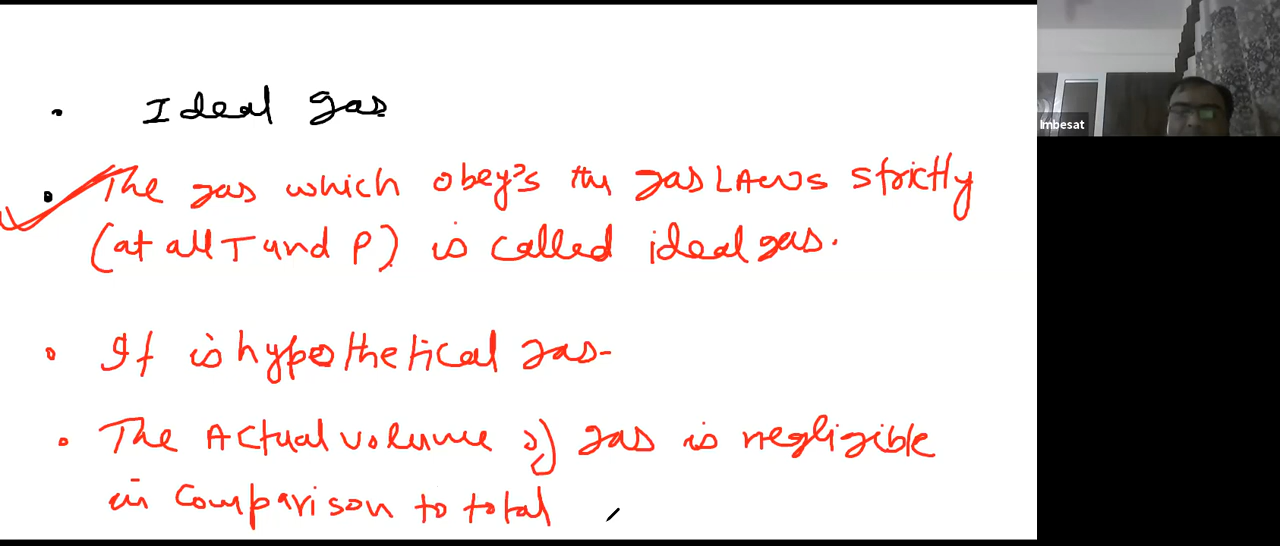 • Ideal gas
• The gas which obey's the gas LAWS strictly
(at all T and P) is called ideal gas.
• It is hypothetical gas-
• The Actual volume of gas is negligible
in comparison to total
Imbesat